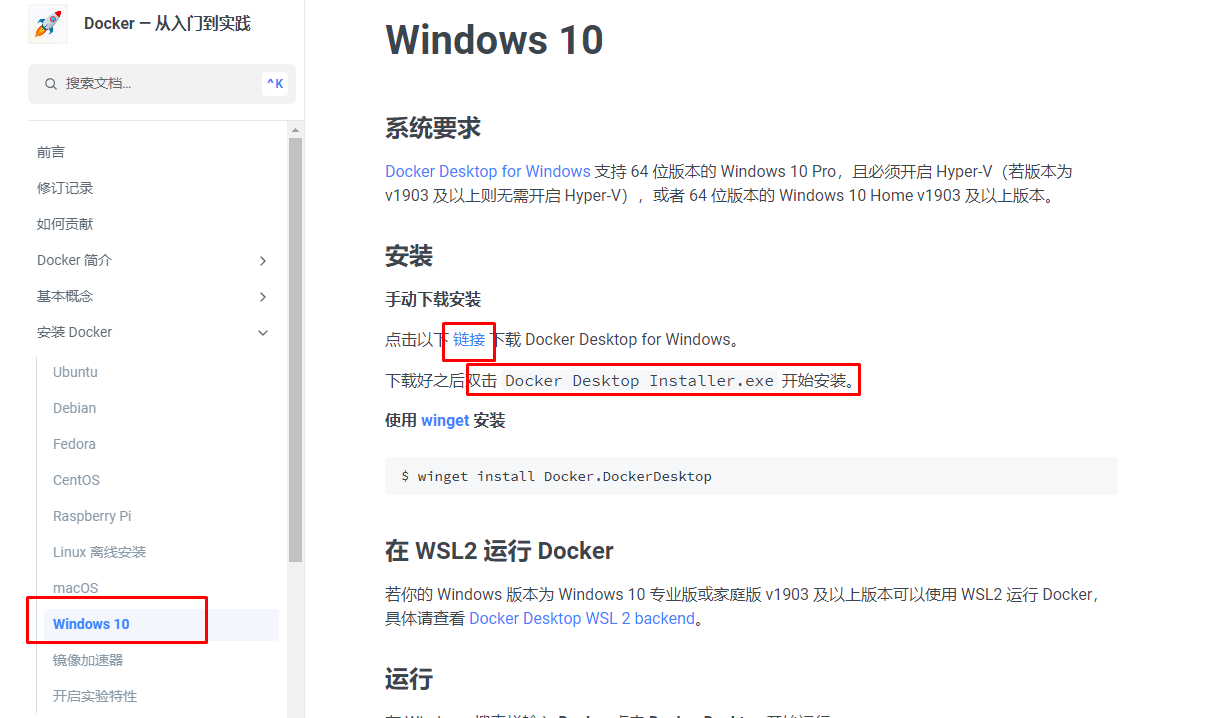 Docker — 从入门到实践
搜索文档...
^K
前言
修订记录
如何贡献
Docker 简介
基本概念
安装 Docker
Ubuntu
Debian
Fedora
CentOS
Raspberry Pi
Linux 离线安装
macOS
Windows 10
镜像加速器
开启实验特性
Windows 10
系统要求
Docker Desktop for Windows 支持 64 位版本的 Windows 10 Pro，且必须开启 Hyper-V（若版本为
v1903 及以上则无需开启 Hyper-V），或者 64 位版本的 Windows 10 Home v1903 及以上版本。
安装
手动下载安装
点击以下 链接 下载 Docker Desktop for Windows。
下载好之后双击 Docker Desktop Installer.exe 开始安装。
使用 winget 安装
$ winget install Docker.DockerDesktop
在 WSL2 运行 Docker
若你的 Windows 版本为 Windows 10 专业版或家庭版 v1903 及以上版本可以使用 WSL2 运行 Docker，
具体请查看 Docker Desktop WSL 2 backend。
运行